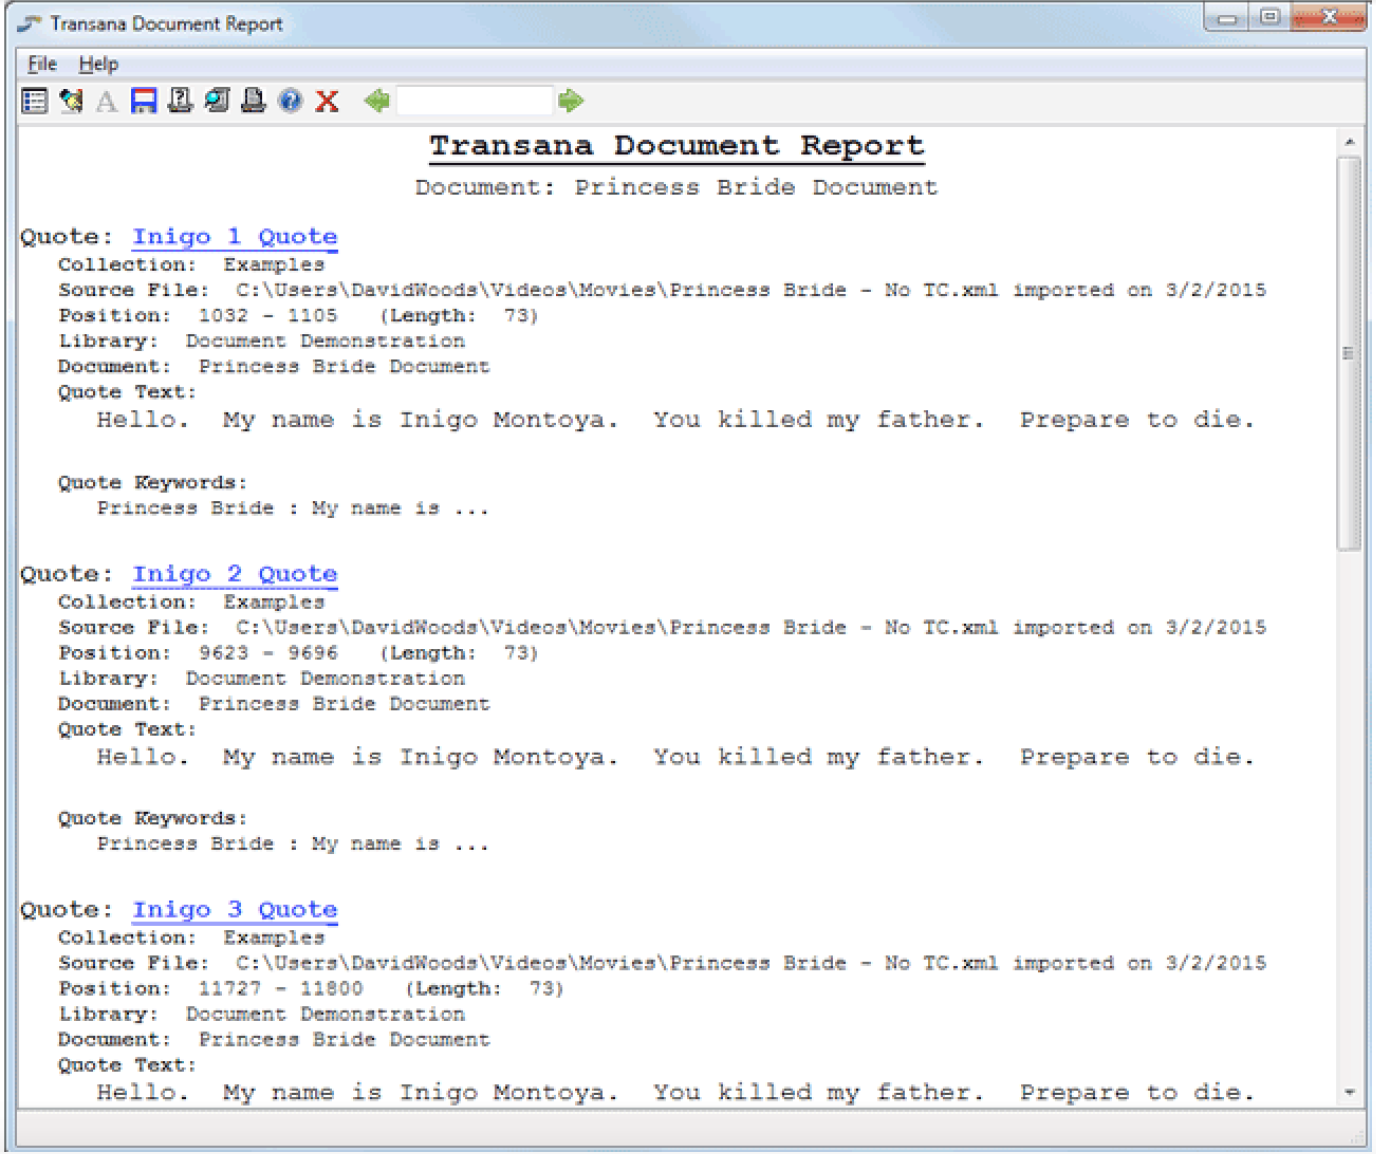 Transana Document Report
File Help
Transana Document Report
Document: Princess Bride Document
Quote: Inigo 1 Quote
Collection: Examples
Source File: C:\Users\DavidWoods\Videos\Movies\Princess Bride - No TC.xml imported on 3/2/2015
Position: 1032 - 1105 (Length: 73)
Library: Document Demonstration
Document: Princess Bride Document
Quote Text:
Hello. My name is Inigo Montoya. You killed my father. Prepare to die.
Quote Keywords:
Princess Bride : My name is ...
Quote: Inigo 2 Quote
Collection: Examples
Source File: C:\Users\DavidWoods\Videos\Movies\Princess Bride - No TC.xml imported on 3/2/2015
Position: 9623 - 9696 (Length: 73)
Library: Document Demonstration
Document: Princess Bride Document
Quote Text:
Hello. My name is Inigo Montoya. You killed my father. Prepare to die.
Quote Keywords:
Princess Bride : My name is ...
Quote: Inigo 3 Quote
Collection: Examples
Source File: C:\Users\DavidWoods\Videos\Movies\Princess Bride - No TC.xml imported on 3/2/2015
Position: 11727 - 11800 (Length: 73)
Library: Document Demonstration
Document: Princess Bride Document
Quote Text:
Hello. My name is Inigo Montoya. You killed my father. Prepare to die.